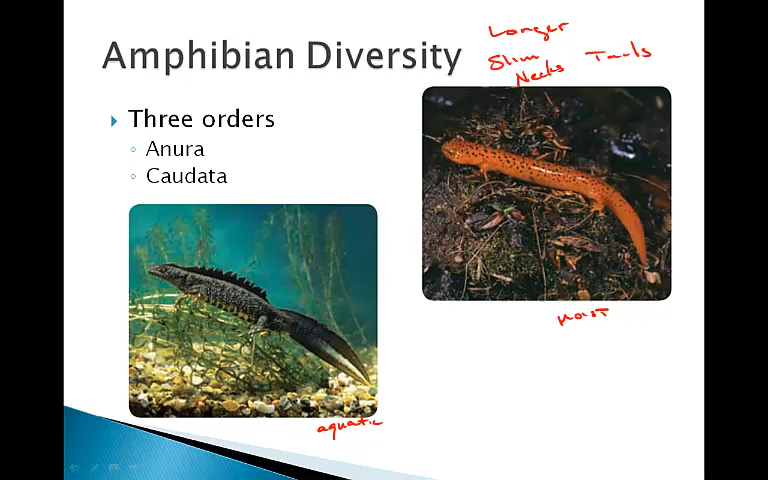 Longer
Amphibian Diversity
Slim Tails
Necks
Three orders
Anura
Caudata
moist
aquatic